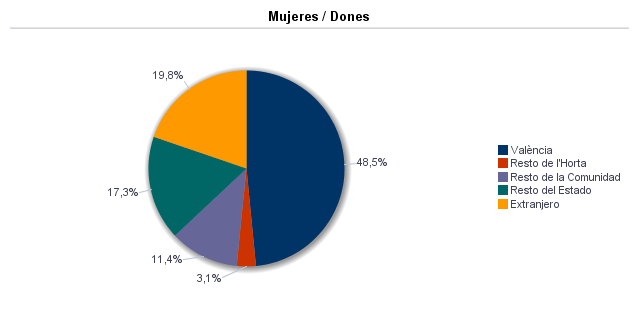 Mujeres / Dones
19,8%
48,5%
17,3%
11,4%
3,1%
València
Resto de l'Horta
Resto de la Comunidad
Resto del Estado
Extranjero